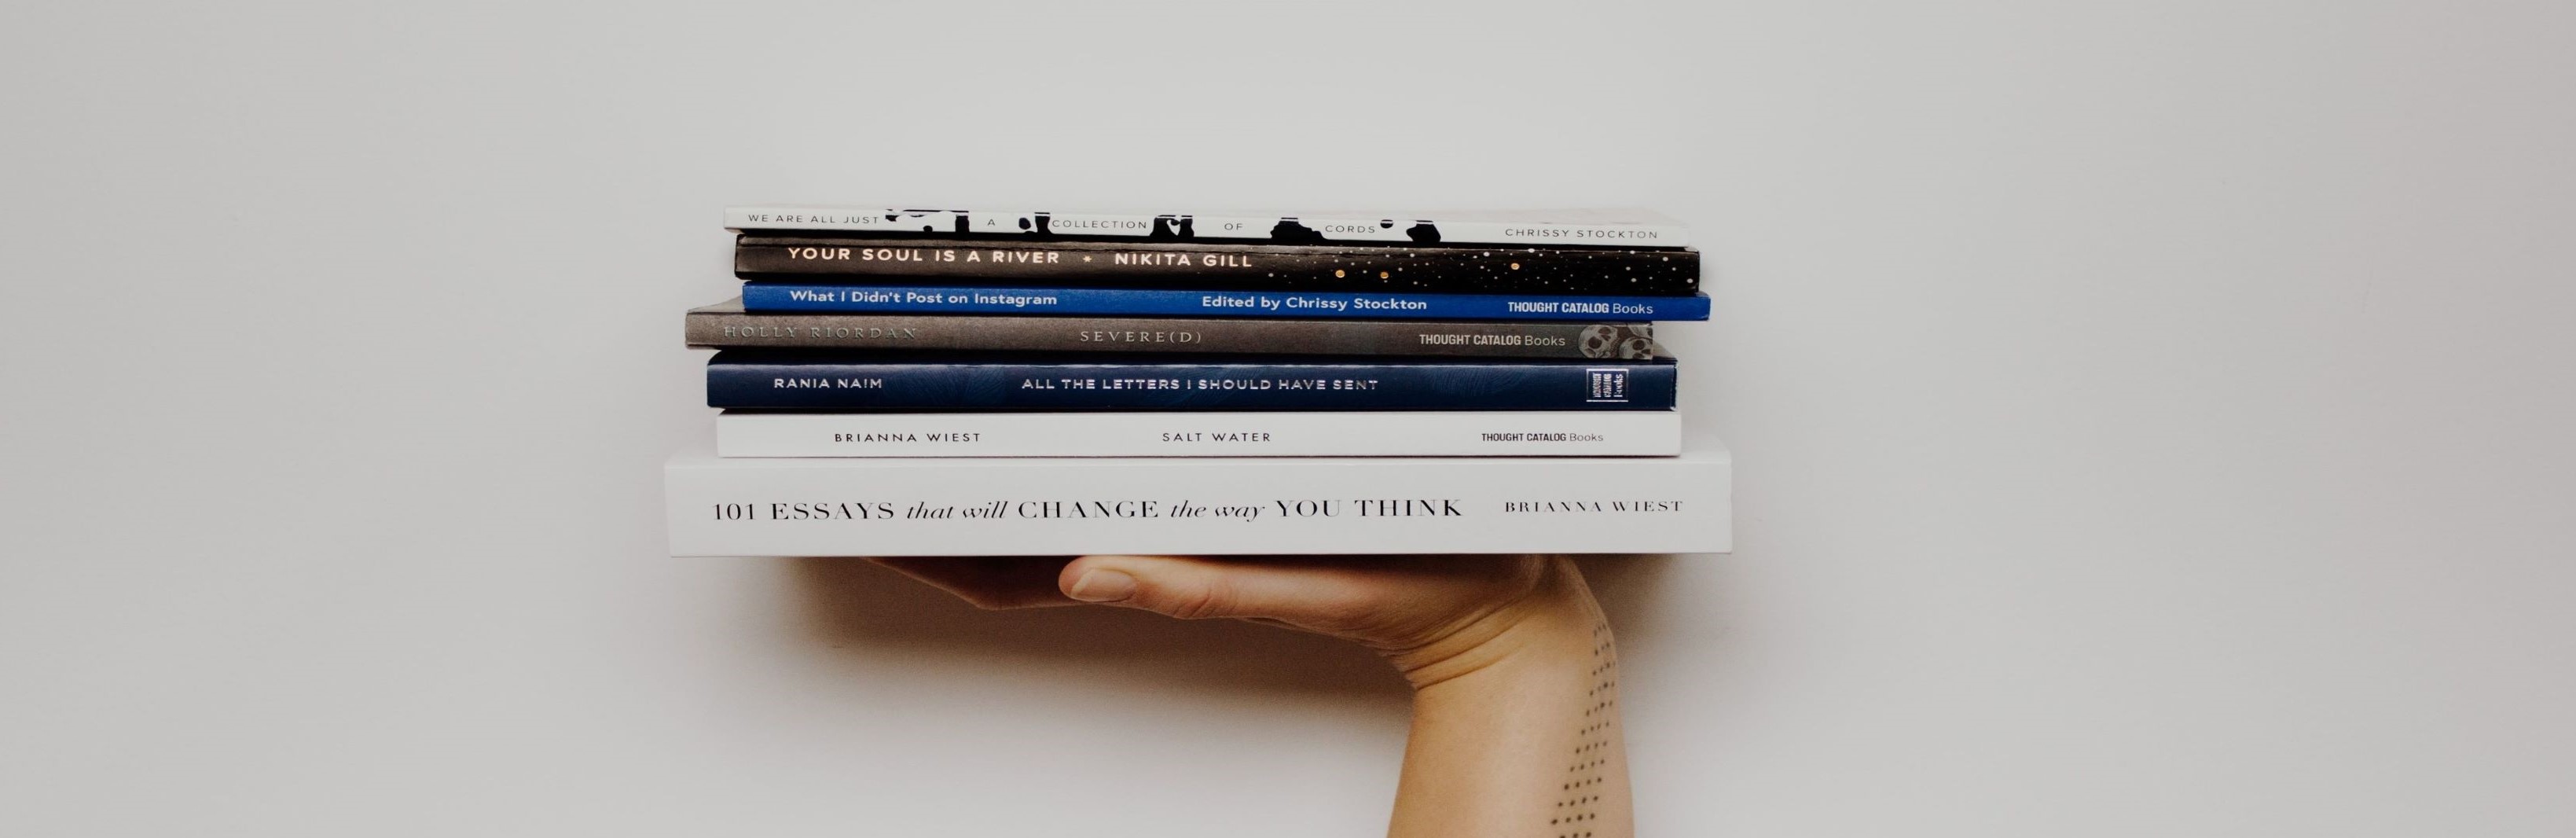 WE ARE ALL JUST A COLLECTION OF CORDS CHRISSY STOCKTON
YOUR SOUL IS A RIVER * NIKITA GILL
What I Didn't Post on Instagram Edited by Chrissy Stockton THOUGHT CATALOG Books
HOLLY RIORDAN SEVERE(D) THOUGHT CATALOG Books
RANIA NAIM ALL THE LETTERS I SHOULD HAVE SENT THOUGHT CATALOG Books
BRIANNA WIEST SALT WATER THOUGHT CATALOG Books
101 ESSAYS that will CHANGE the way YOU THINK BRIANNA WIEST